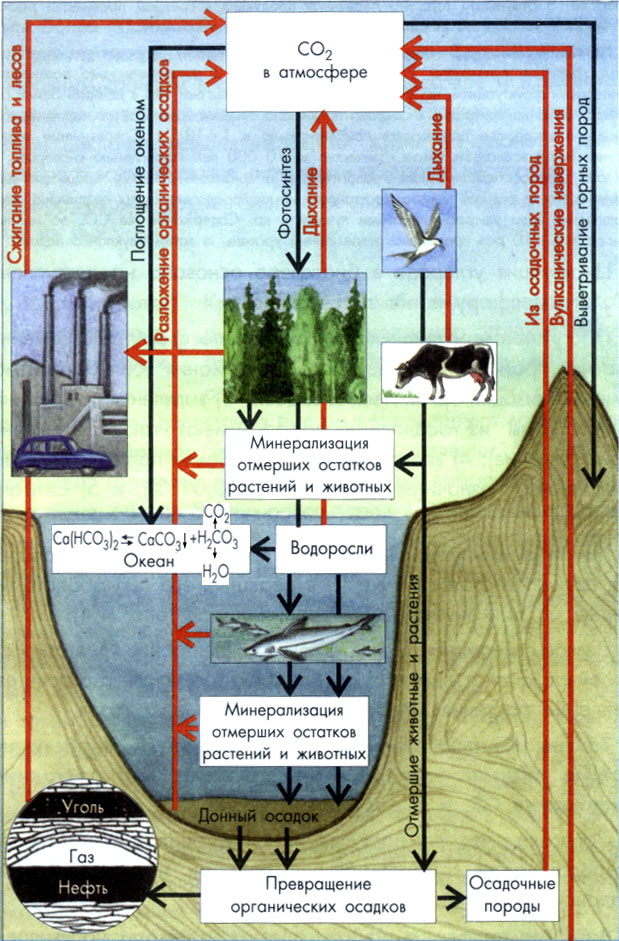 CO2
в атмосфере
Сжигание топлива и лесов
Поглощение океном
Разложение органических осадков
Фотосинтез
Дыхание
Дыхание
Из осадочных пород
Вулканические извержения
Выветривание горных пород
Минерализация
отмерших остатков
растений и животных
CO2
Ca(HCO3)2 ⇆ CaCO3↓ + H2CO3
Океан
H2O
Водоросли
Отмершие животные и растения
Минерализация
отмерших остатков
растений и животных
Донный осадок
Уголь
Газ
Нефть
Превращение
органических осадков
Осадочные
породы